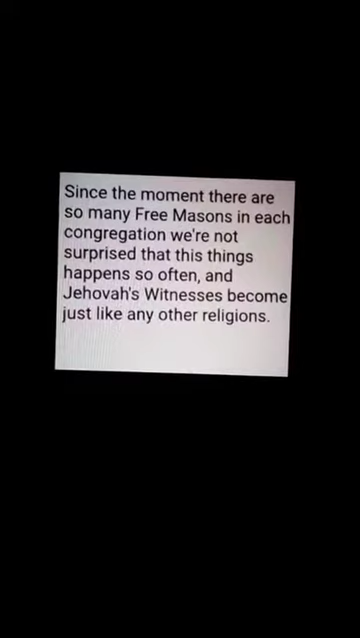 Since the moment there are
so many Free Masons in each
congregation we're not
surprised that this things
happens so often, and
Jehovah's Witnesses become
just like any other religions.